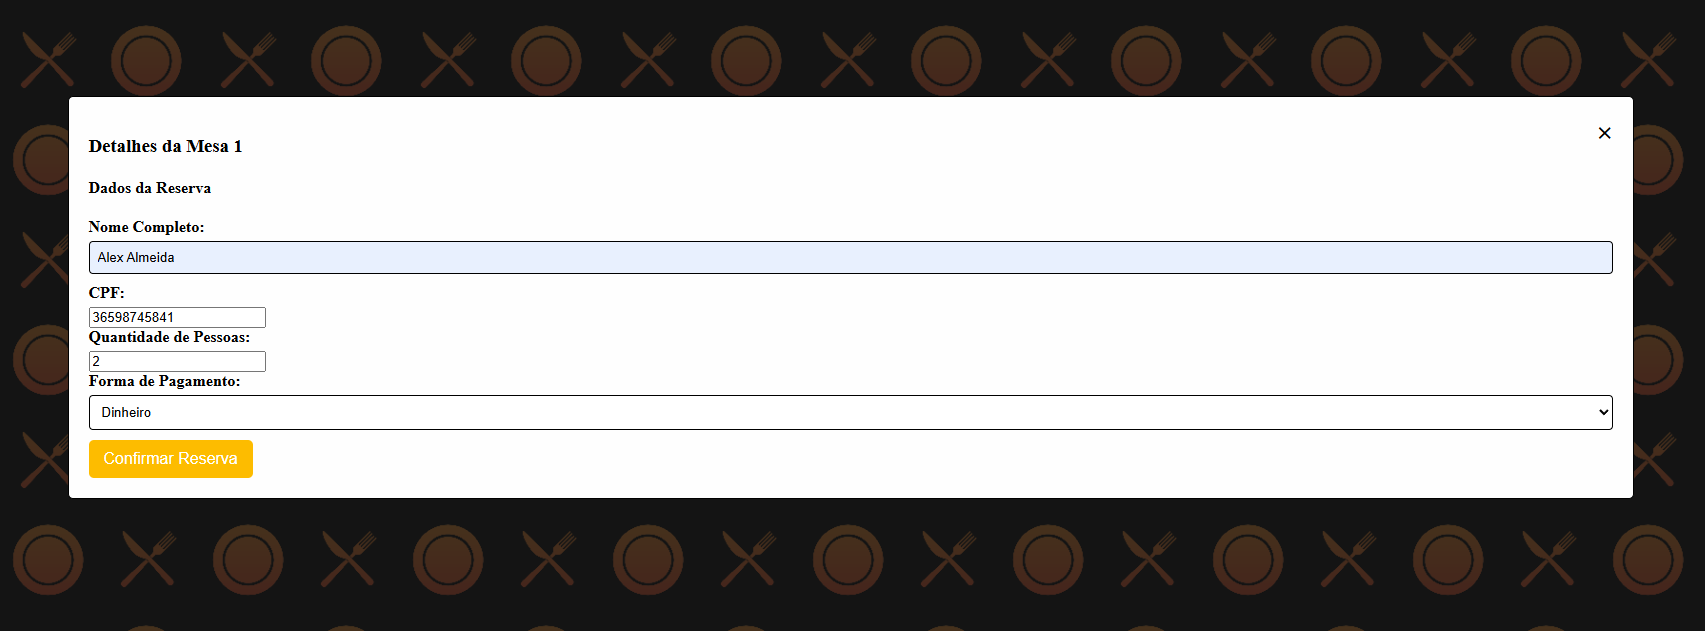 Detalhes da Mesa 1
×
Dados da Reserva
Nome Completo:
Alex Almeida
CPF:
36598745841
Quantidade de Pessoas:
2
Forma de Pagamento:
Dinheiro
Confirmar Reserva